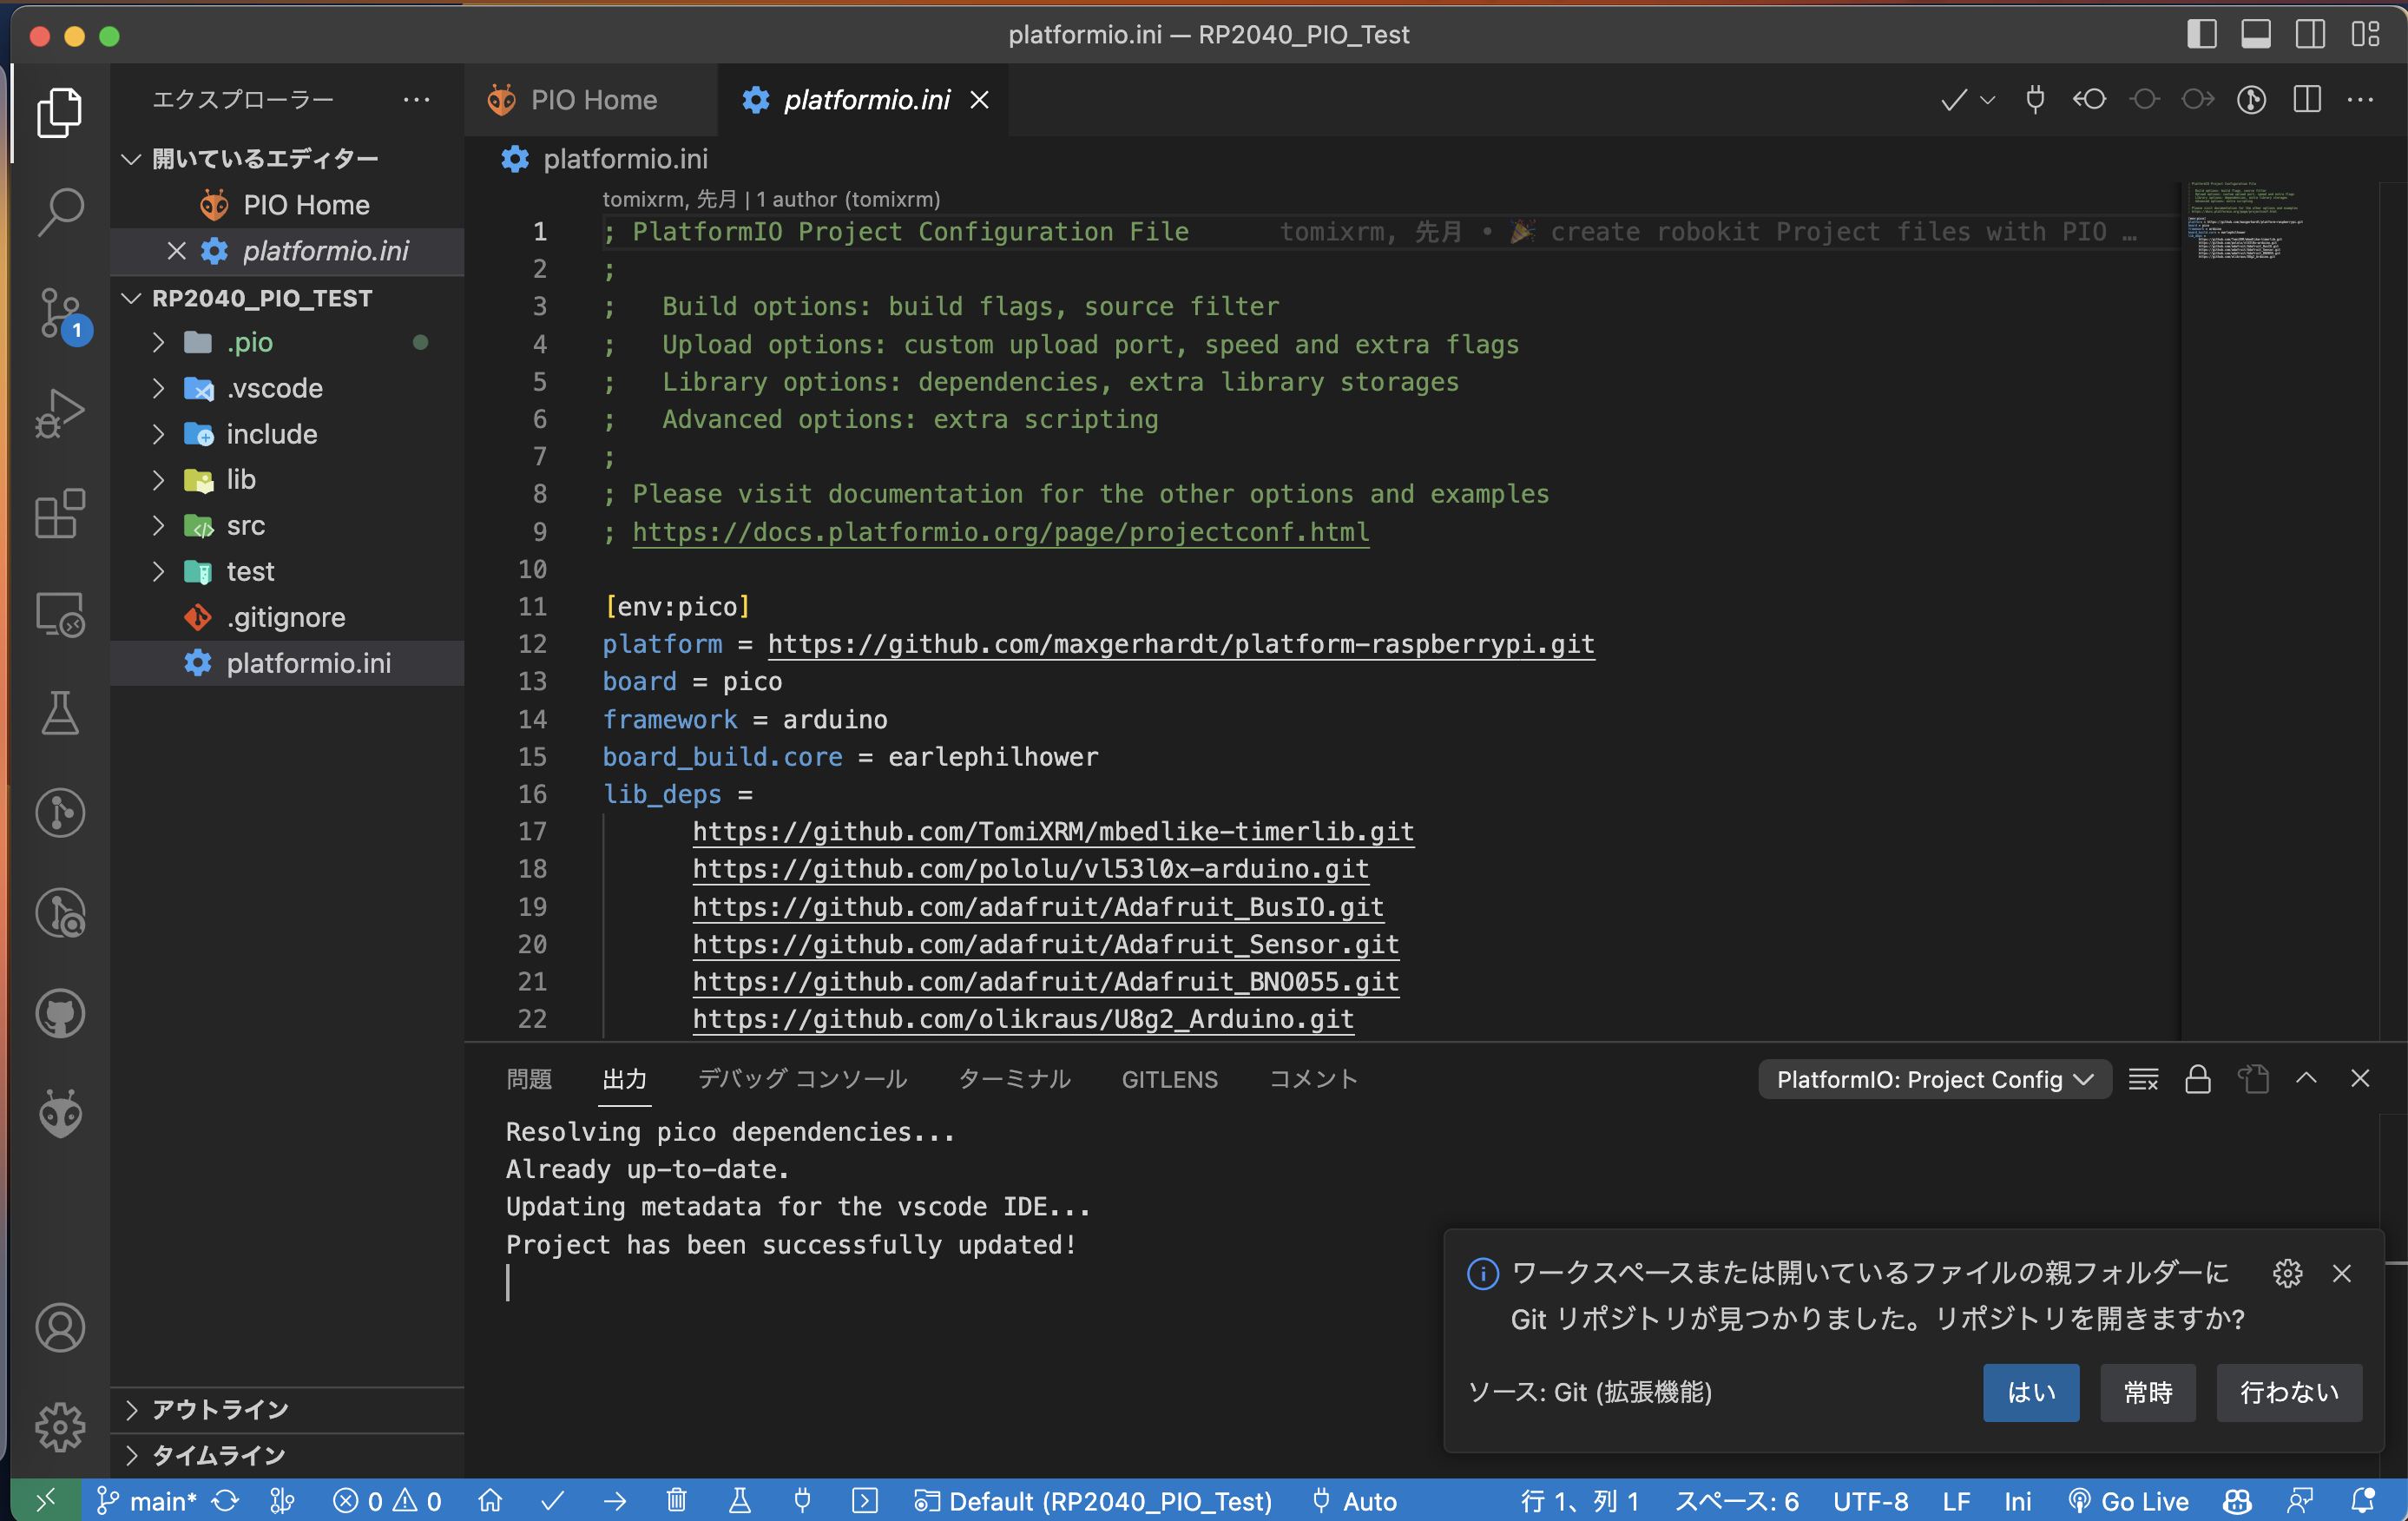 platformio.ini — RP2040_PIO_Test
エクスプローラー
開いているエディター
PIO Home
platformio.ini
RP2040_PIO_TEST
.pio
.vscode
include
lib
src
test
.gitignore
platformio.ini
アウトライン
タイムライン
1
PIO Home
platformio.ini
platformio.ini
tomixrm, 先月 | 1 author (tomixrm)
1 ; PlatformIO Project Configuration File tomixrm, 先月 • 🎉 create robokit Project files with PIO …
2 ;
3 ;   Build options: build flags, source filter
4 ;   Upload options: custom upload port, speed and extra flags
5 ;   Library options: dependencies, extra library storages
6 ;   Advanced options: extra scripting
7 ;
8 ; Please visit documentation for the other options and examples
9 ; https://docs.platformio.org/page/projectconf.html
10
11 [env:pico]
12 platform = https://github.com/maxgerhardt/platform-raspberrypi.git
13 board = pico
14 framework = arduino
15 board_build.core = earlephilhower
16 lib_deps =
17 https://github.com/TomiXRM/mbedlike-timerlib.git
18 https://github.com/pololu/vl53l0x-arduino.git
19 https://github.com/adafruit/Adafruit_BusIO.git
20 https://github.com/adafruit/Adafruit_Sensor.git
21 https://github.com/adafruit/Adafruit_BNO055.git
22 https://github.com/olikraus/U8g2_Arduino.git
問題 出力 デバッグ コンソール ターミナル GITLENS コメント
PlatformIO: Project Config
Resolving pico dependencies...
Already up-to-date.
Updating metadata for the vscode IDE...
Project has been successfully updated!
ワークスペースまたは開いているファイルの親フォルダーに
Git リポジトリが見つかりました。リポジトリを開きますか?
ソース: Git (拡張機能)
はい 常時 行わない
main* 0 0 Default (RP2040_PIO_Test) Auto 行 1、列 1 スペース: 6 UTF-8 LF Ini Go Live